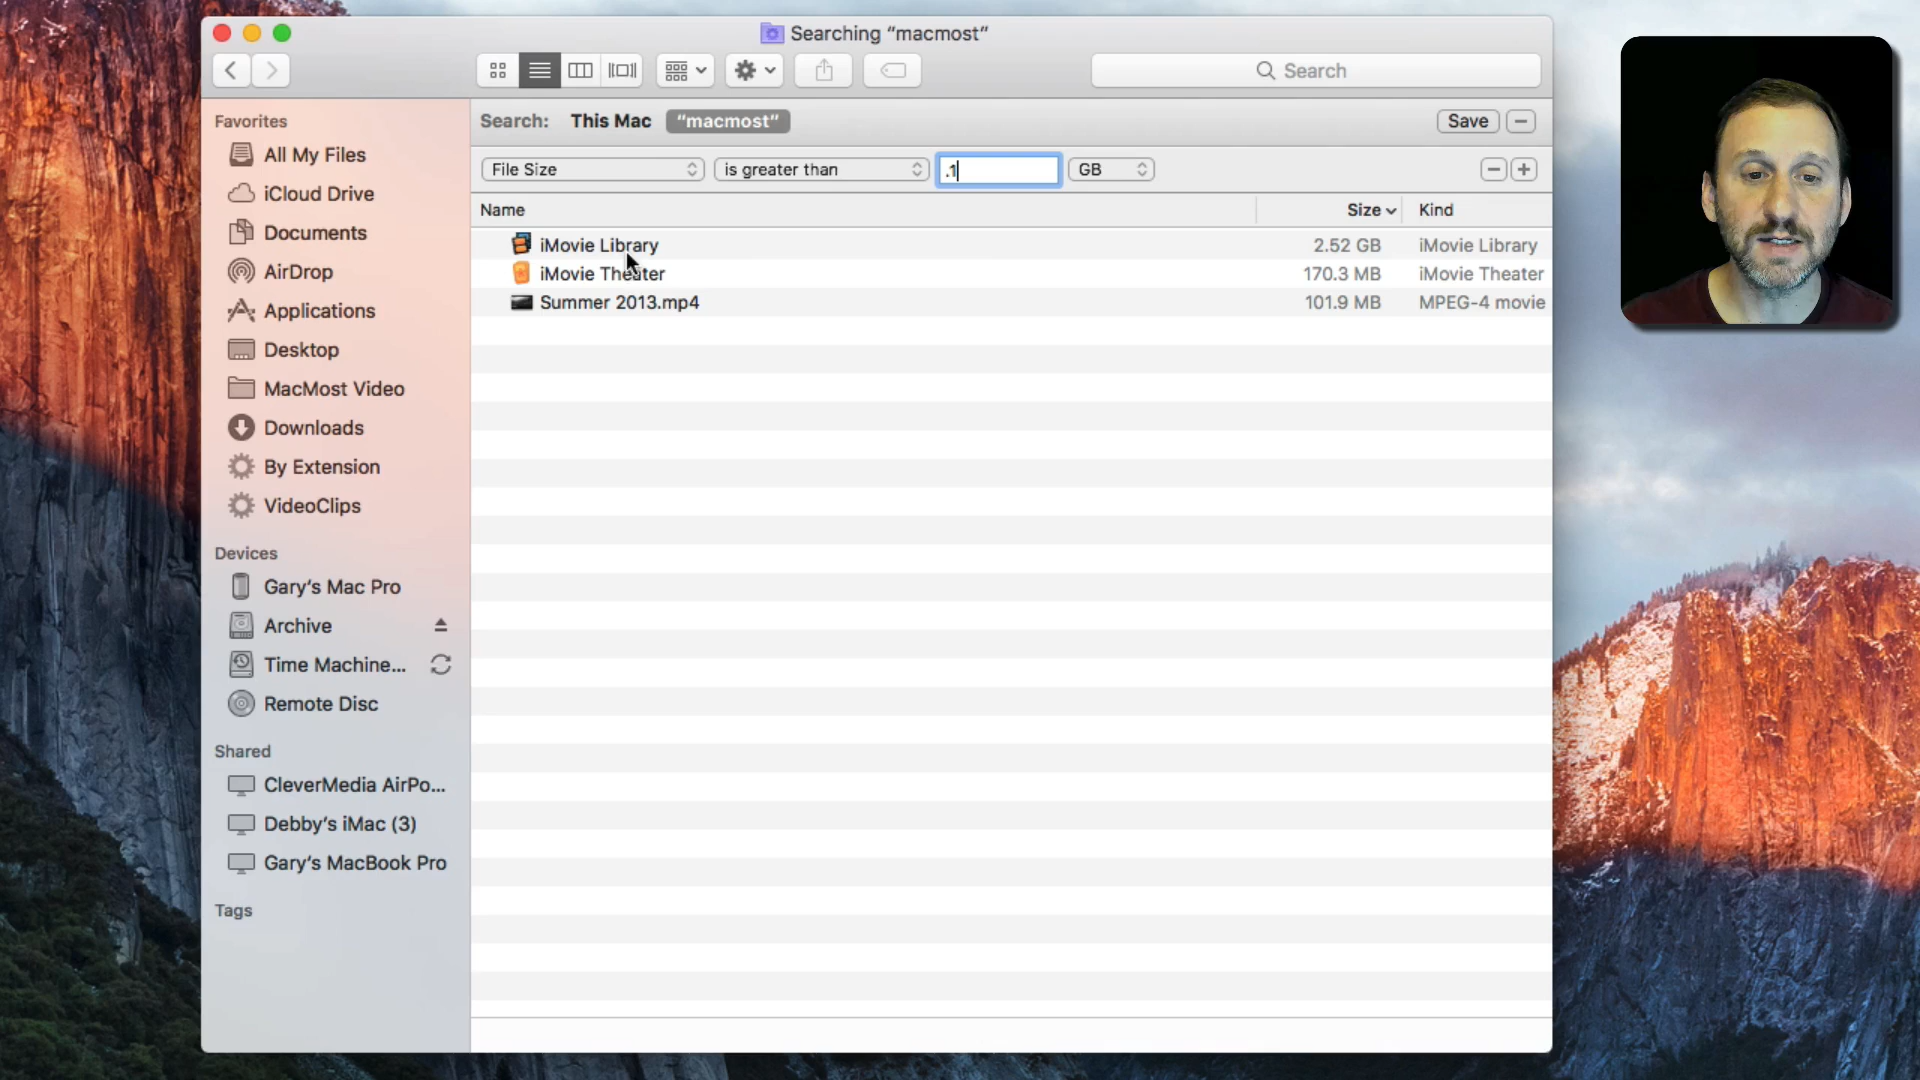 Searching “macmost”
Search
Search: This Mac “macmost” Save
File Size is greater than .1 GB
Name Size Kind
iMovie Library 2.52 GB iMovie Library
iMovie Theater 170.3 MB iMovie Theater
Summer 2013.mp4 101.9 MB MPEG-4 movie
Favorites
All My Files
iCloud Drive
Documents
AirDrop
Applications
Desktop
MacMost Video
Downloads
By Extension
VideoClips
Devices
Gary’s Mac Pro
Archive
Time Machine...
Remote Disc
Shared
CleverMedia AirPo...
Debby’s iMac (3)
Gary’s MacBook Pro
Tags